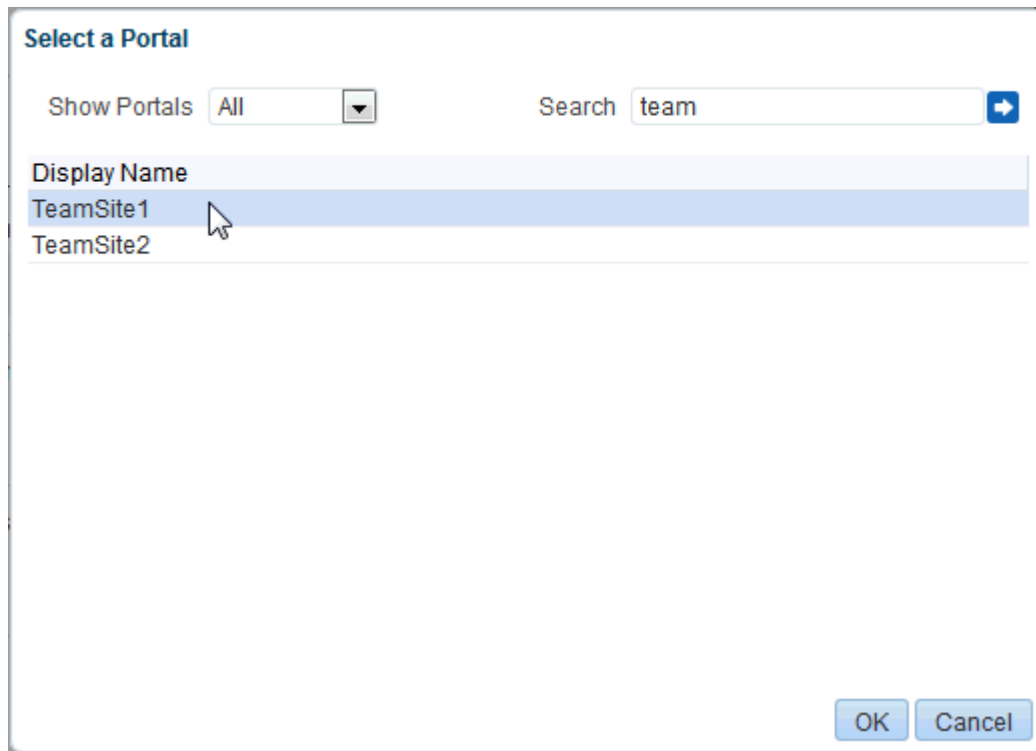 Select a Portal
Show Portals All Search team
Display Name
TeamSite1
TeamSite2
OK Cancel